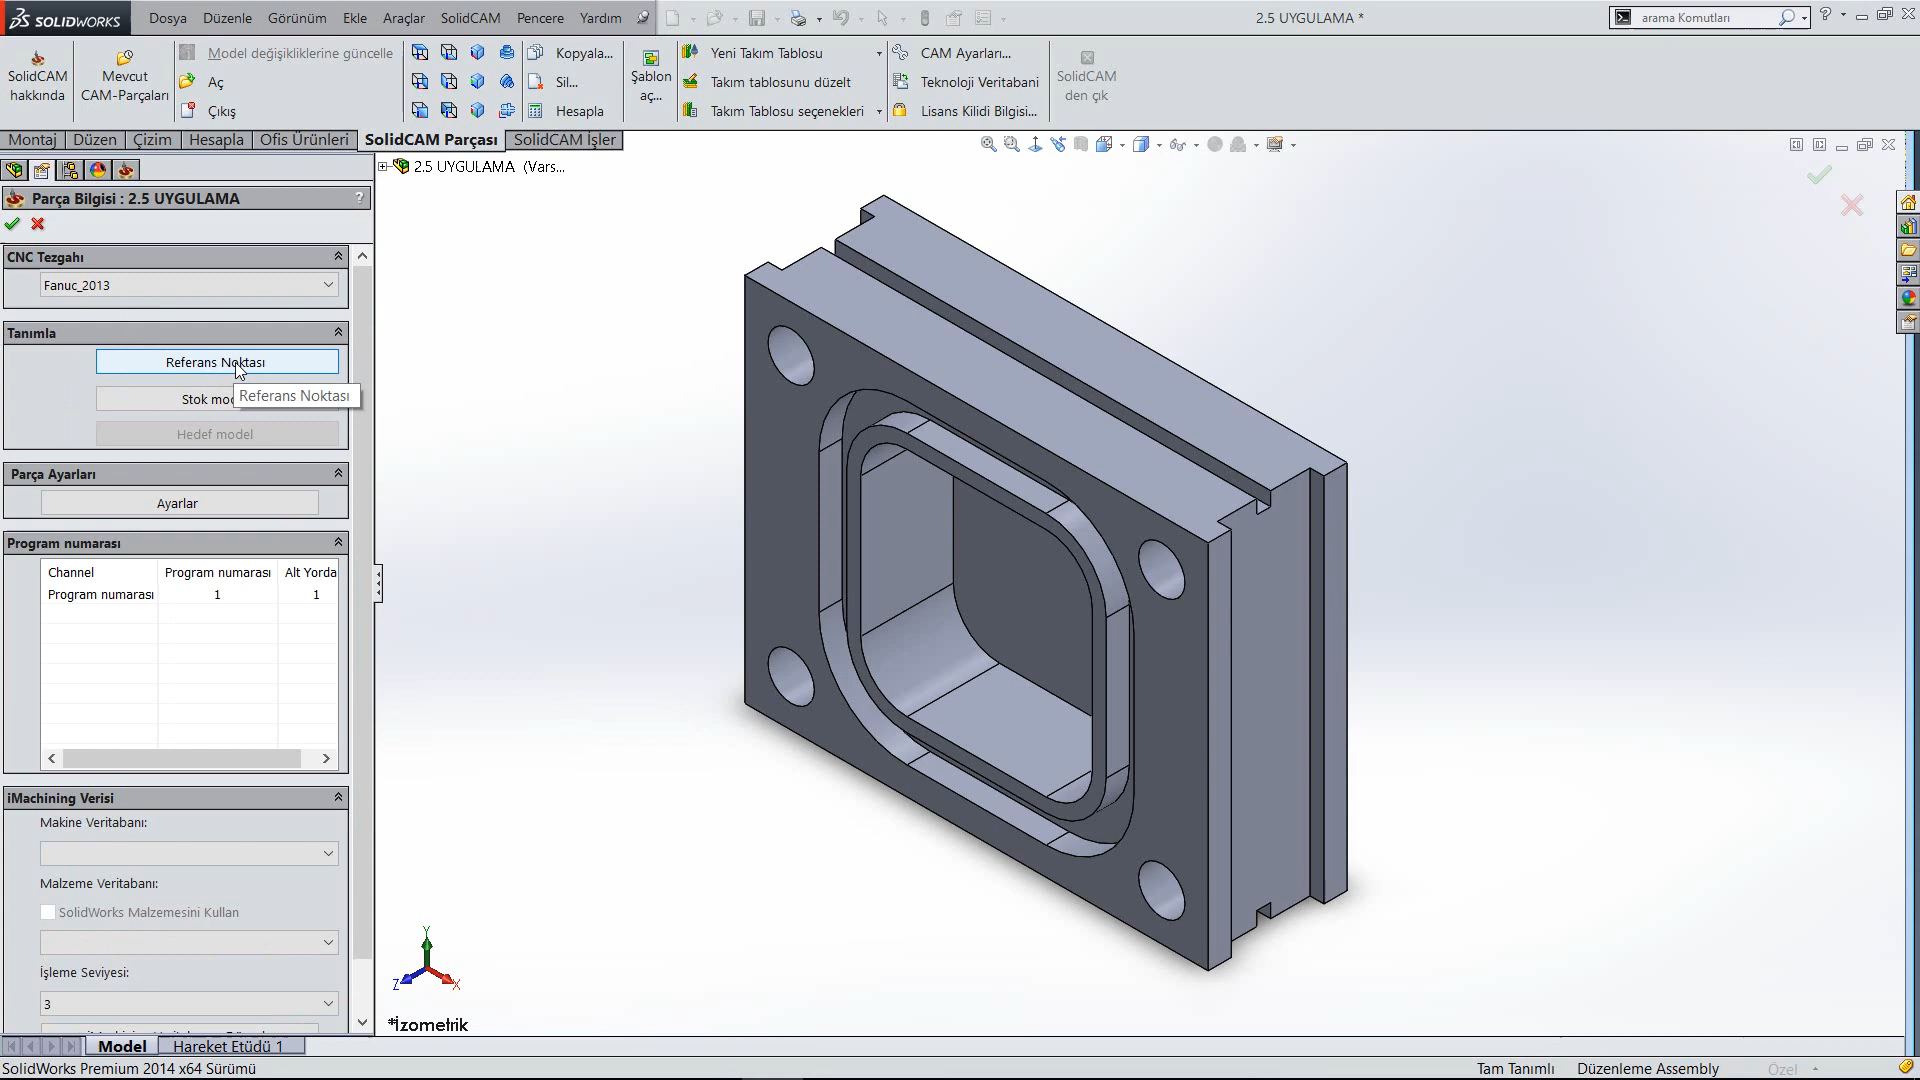 SOLIDWORKS
Dosya Düzenle Görünüm Ekle Araçlar SolidCAM Pencere Yardım
2.5 UYGULAMA *
arama Komutları
SolidCAM hakkında
Mevcut CAM-Parçaları
Model değişikliklerine güncelle
Aç
Çıkış
Kopyala...
Sil...
Hesapla
Şablon aç...
Yeni Takım Tablosu
Takım tablosunu düzelt
Takım Tablosu seçenekleri
CAM Ayarları...
Teknoloji Veritabani
Lisans Kilidi Bilgisi...
SolidCAM den çık
Montaj Düzen Çizim Hesapla Ofis Ürünleri SolidCAM Parçası SolidCAM İşler
2.5 UYGULAMA (Vars...
Parça Bilgisi : 2.5 UYGULAMA
?
CNC Tezgahı
Fanuc_2013
Tanımla
Referans Noktası
Referans Noktası
Hedef model
Parça Ayarları
Ayarlar
Program numarası
Channel Program numarası Alt Yorda
Program numarası 1 1
iMachining Verisi
Makine Veritabanı:
Malzeme Veritabanı:
SolidWorks Malzemesini Kullan
İşleme Seviyesi:
3
Y
Z X
*İzometrik
Model Hareket Etüdü 1
SolidWorks Premium 2014 x64 Sürümü
Tam Tanımlı Düzenleme Assembly Özel